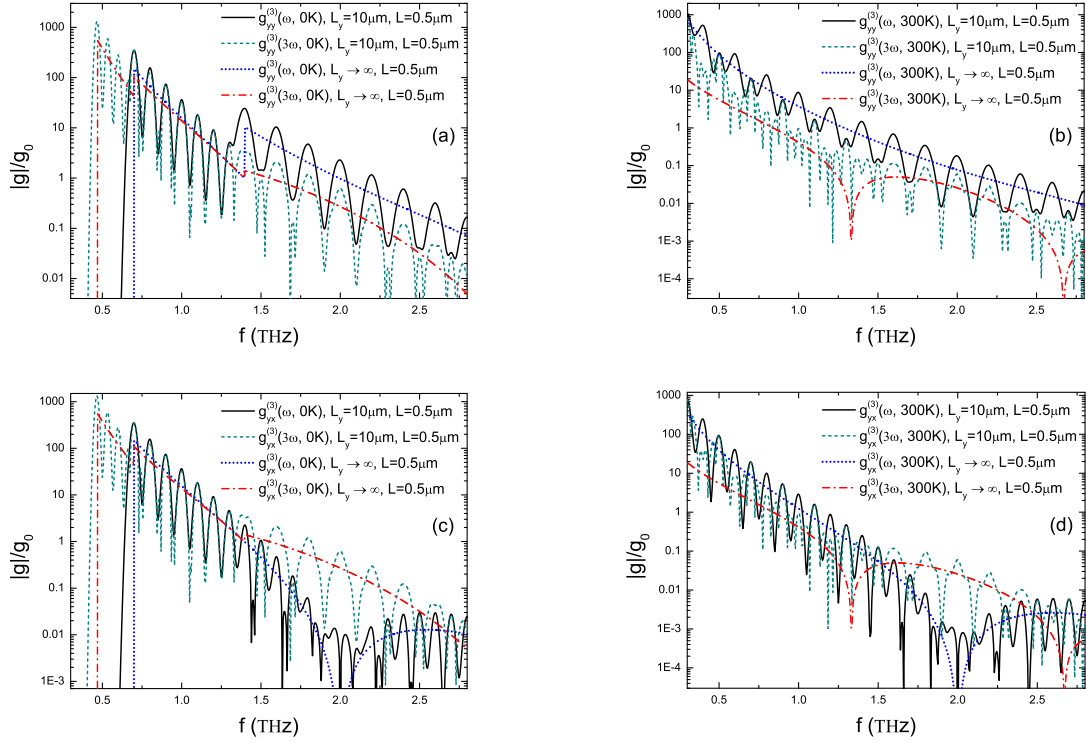 g_yy^(3)(ω, 0K), L_y=10μm, L=0.5μm
g_yy^(3)(3ω, 0K), L_y=10μm, L=0.5μm
g_yy^(3)(ω, 0K), L_y→∞, L=0.5μm
g_yy^(3)(3ω, 0K), L_y→∞, L=0.5μm
(a)
1000
100
10
1
0.1
0.01
|g|/g_0
0.5 1.0 1.5 2.0 2.5
f (THz)
g_yy^(3)(ω, 300K), L_y=10μm, L=0.5μm
g_yy^(3)(3ω, 300K), L_y=10μm, L=0.5μm
g_yy^(3)(ω, 300K), L_y→∞, L=0.5μm
g_yy^(3)(3ω, 300K), L_y→∞, L=0.5μm
(b)
1000
100
10
1
0.1
0.01
1E-3
1E-4
|g|/g_0
0.5 1.0 1.5 2.0 2.5
f (THz)
g_yx^(3)(ω, 0K), L_y=10μm, L=0.5μm
g_yx^(3)(3ω, 0K), L_y=10μm, L=0.5μm
g_yx^(3)(ω, 0K), L_y→∞, L=0.5μm
g_yx^(3)(3ω, 0K), L_y→∞, L=0.5μm
(c)
1000
100
10
1
0.1
0.01
1E-3
|g|/g_0
0.5 1.0 1.5 2.0 2.5
f (THz)
g_yx^(3)(ω, 300K), L_y=10μm, L=0.5μm
g_yx^(3)(3ω, 300K), L_y=10μm, L=0.5μm
g_yx^(3)(ω, 300K), L_y→∞, L=0.5μm
g_yx^(3)(3ω, 300K), L_y→∞, L=0.5μm
(d)
1000
100
10
1
0.1
0.01
1E-3
1E-4
|g|/g_0
0.5 1.0 1.5 2.0 2.5
f (THz)